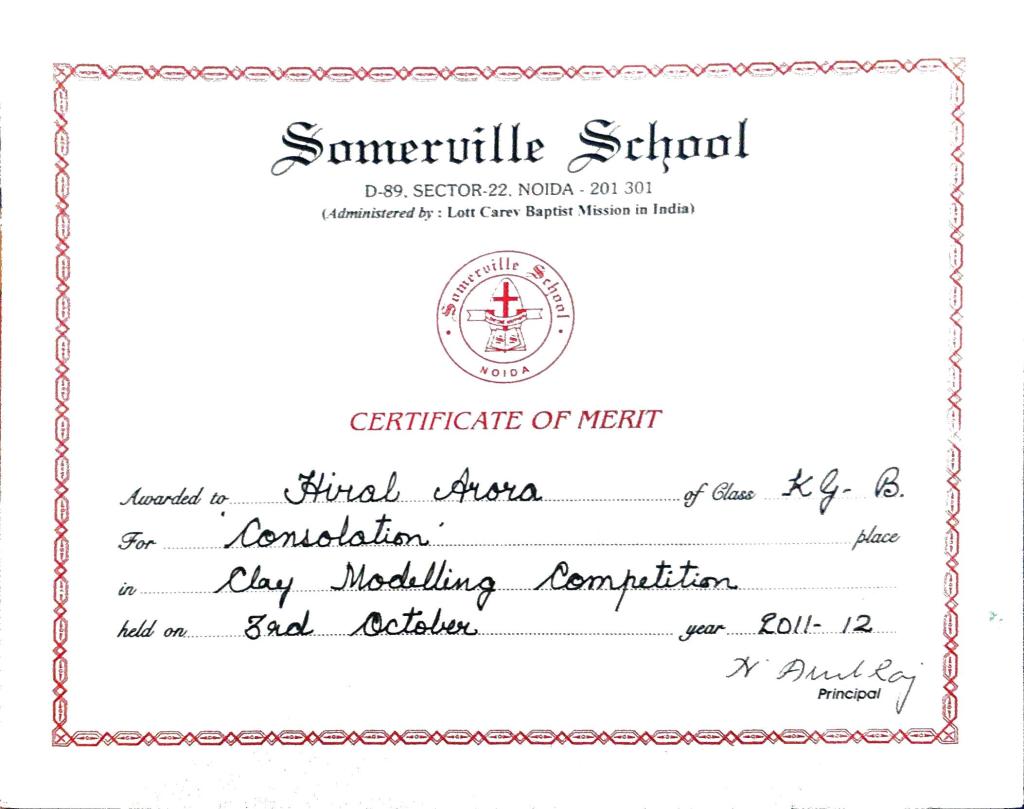 Somerville School
D-89, SECTOR-22, NOIDA - 201 301
(Administered by : Lott Carey Baptist Mission in India)
Somerville School
NOIDA
CERTIFICATE OF MERIT
Awarded to Hiral Arora of Class KG- B.
For 'Consolation' place
in Clay Modelling Competition
held on 3rd October year 2011- 12
Principal